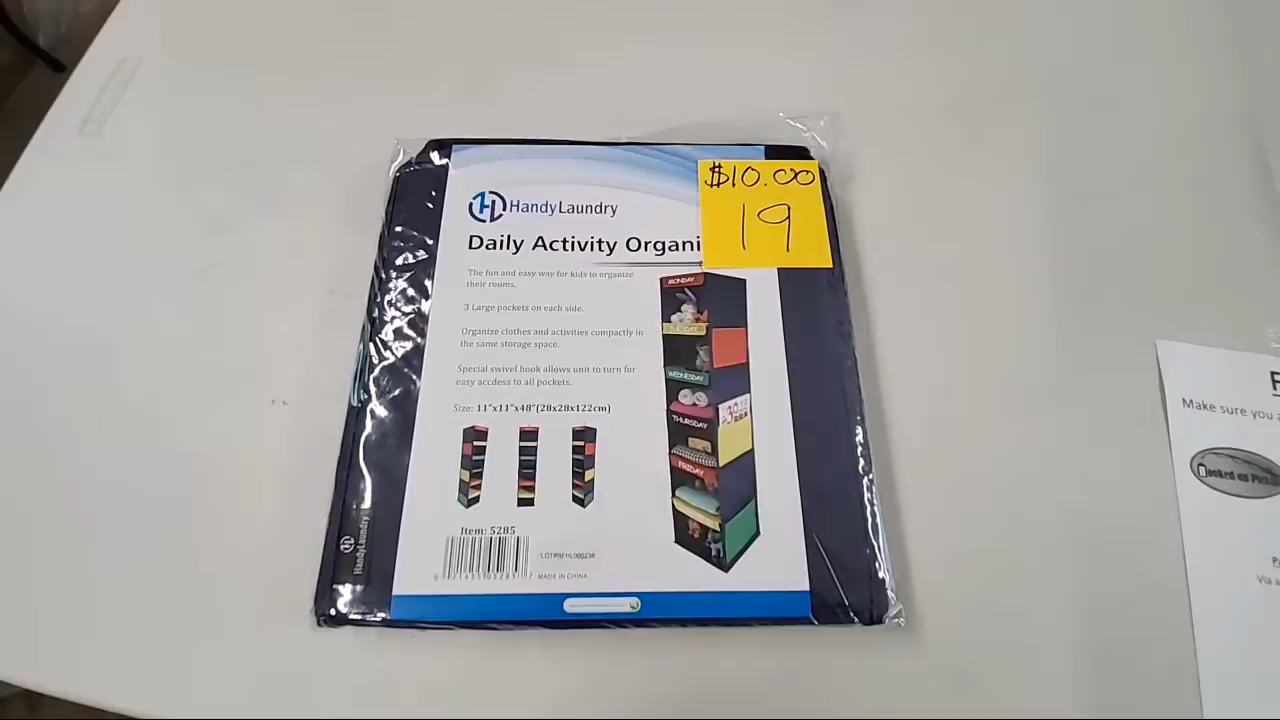 $10.00
19
HandyLaundry
Daily Activity Organi
The fun and easy way for kids to organize
their rooms.
3 Large pockets on each side.
Organize clothes and activities compactly in
the same storage space.
Special swivel hook allows unit to turn for
easy accdess to all pockets.
Size: 11"x11"x48"(28x28x122cm)
MONDAY
TUESDAY
WEDNESDAY
THURSDAY
FRIDAY
Item: 5285
MADE IN CHINA
HandyLaundry
Make sure you
Via